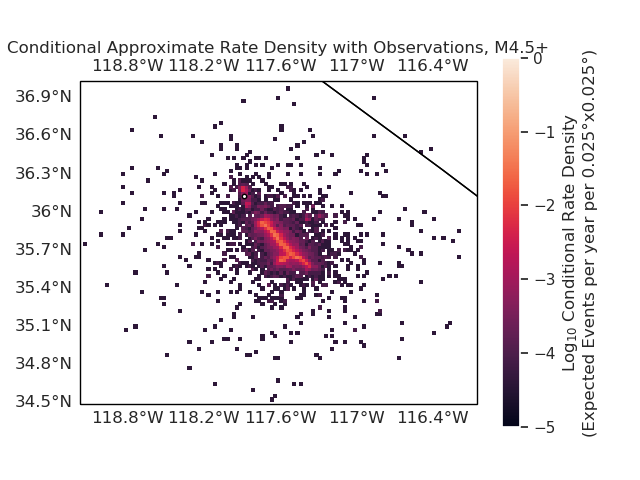 Conditional Approximate Rate Density with Observations, M4.5+
118.8°W 118.2°W 117.6°W 117°W 116.4°W
36.9°N
36.6°N
36.3°N
36°N
35.7°N
35.4°N
35.1°N
34.8°N
34.5°N
118.8°W 118.2°W 117.6°W 117°W 116.4°W
0
−1
−2
−3
−4
−5
Log₁₀ Conditional Rate Density
(Expected Events per year per 0.025°x0.025°)